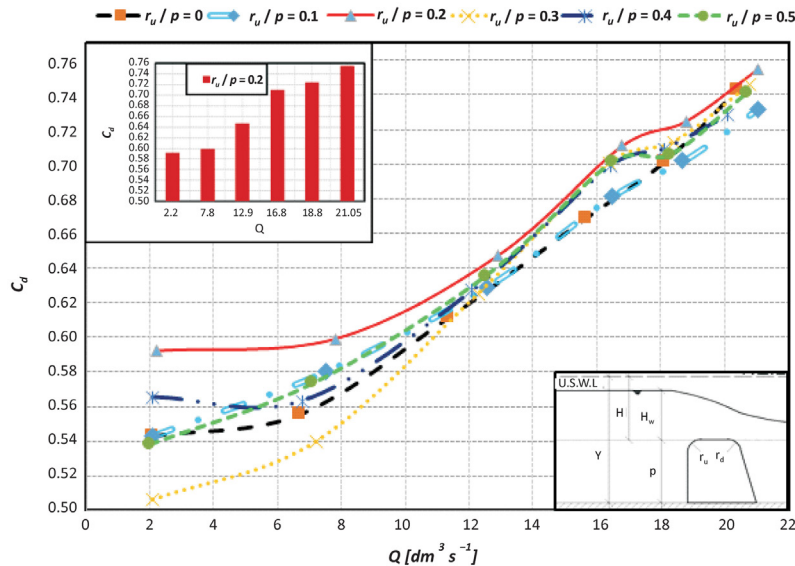 r_u / p = 0 r_u / p = 0.1 r_u / p = 0.2 r_u / p = 0.3 r_u / p = 0.4 r_u / p = 0.5
0.76
0.74
0.72
0.70
0.68
0.66
0.64
0.62
0.60
0.58
0.56
0.54
0.52
0.50
C_d
0 2 4 6 8 10 12 14 16 18 20 22
Q [dm³ s⁻¹]
0.76
0.74
0.72
0.70
0.68
0.66
0.64
0.62
0.60
0.58
0.56
0.54
0.52
0.50
C_d
r_u / p = 0.2
2.2 7.8 12.9 16.8 18.8 21.05
Q
U.S.W.L
H
H_w
Y
p
r_u r_d